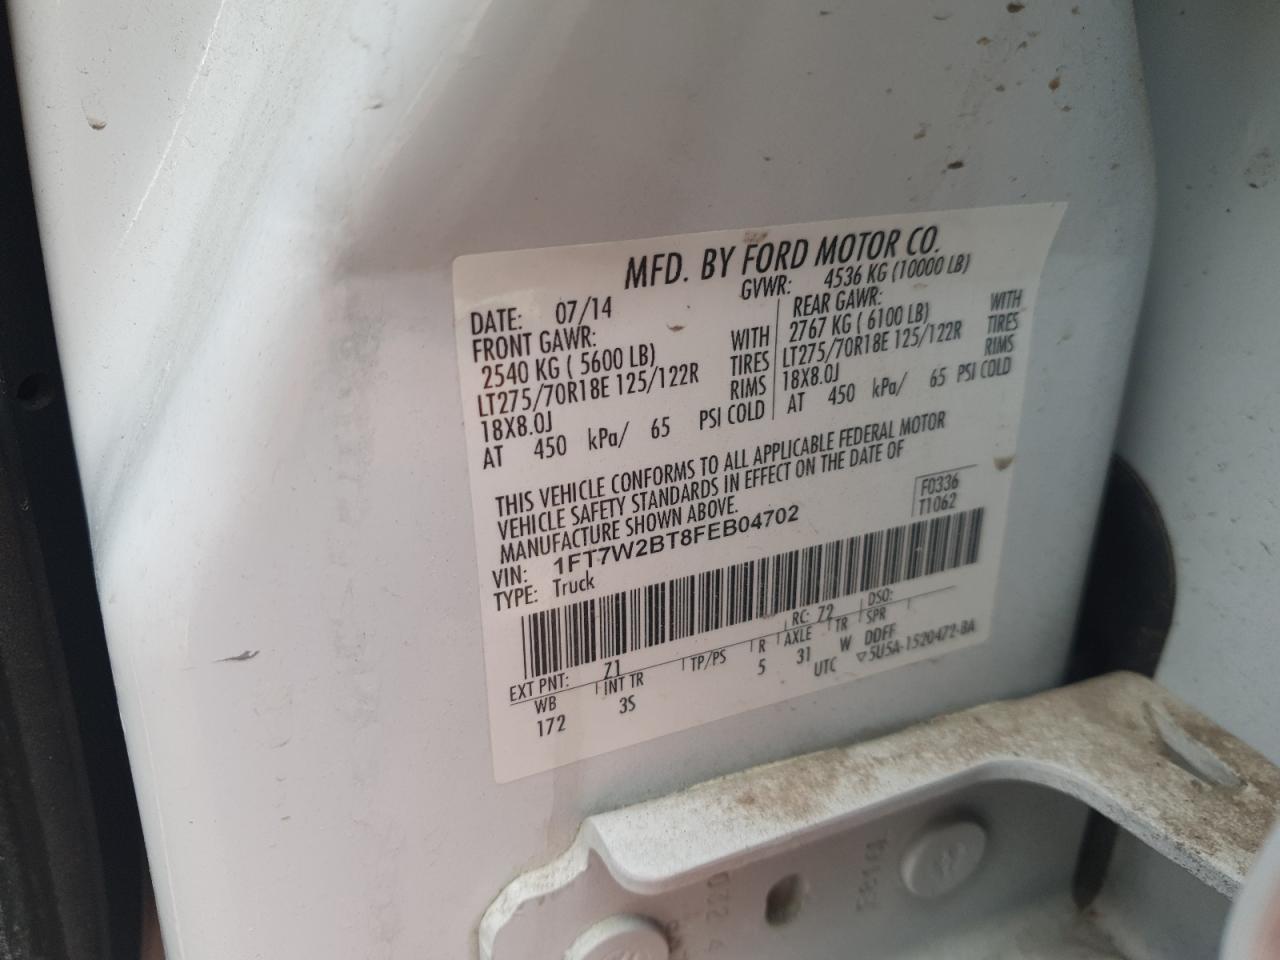 MFD. BY FORD MOTOR CO.
DATE: 07/14 GVWR: 4536 KG (10000 LB)
FRONT GAWR:
2540 KG ( 5600 LB) WITH
LT275/70R18E 125/122R TIRES
18X8.0J RIMS
AT 450 kPa/ 65 PSI COLD
REAR GAWR:
2767 KG ( 6100 LB) WITH
LT275/70R18E 125/122R TIRES
18X8.0J RIMS
AT 450 kPa/ 65 PSI COLD
THIS VEHICLE CONFORMS TO ALL APPLICABLE FEDERAL MOTOR
VEHICLE SAFETY STANDARDS IN EFFECT ON THE DATE OF
MANUFACTURE SHOWN ABOVE.
VIN: 1FT7W2BT8FEB04702
TYPE: Truck
F0336
T1062
EXT PNT: Z1 RC: 72 DSO:
WB INT TR TP/PS R AXLE TR SPR
172 3S 5 31 W DDFF
UTC ▽5U5A-1520472-BA